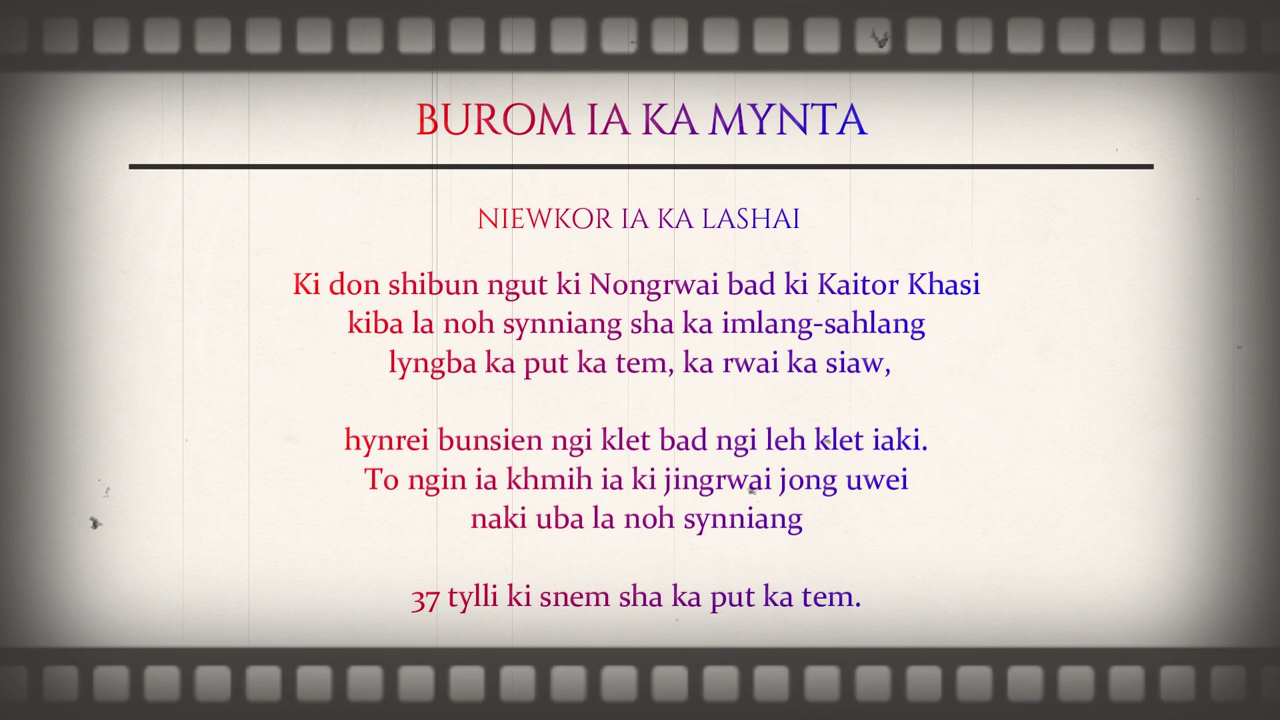 BUROM IA KA MYNTA
NIEWKOR IA KA LASHAI
Ki don shibun ngut ki Nongrwai bad ki Kaitor Khasi
kiba la noh synniang sha ka imlang-sahlang
lyngba ka put ka tem, ka rwai ka siaw,
hynrei bunsien ngi klet bad ngi leh klet iaki.
To ngin ia khmih ia ki jingrwai jong uwei
naki uba la noh synniang
37 tylli ki snem sha ka put ka tem.